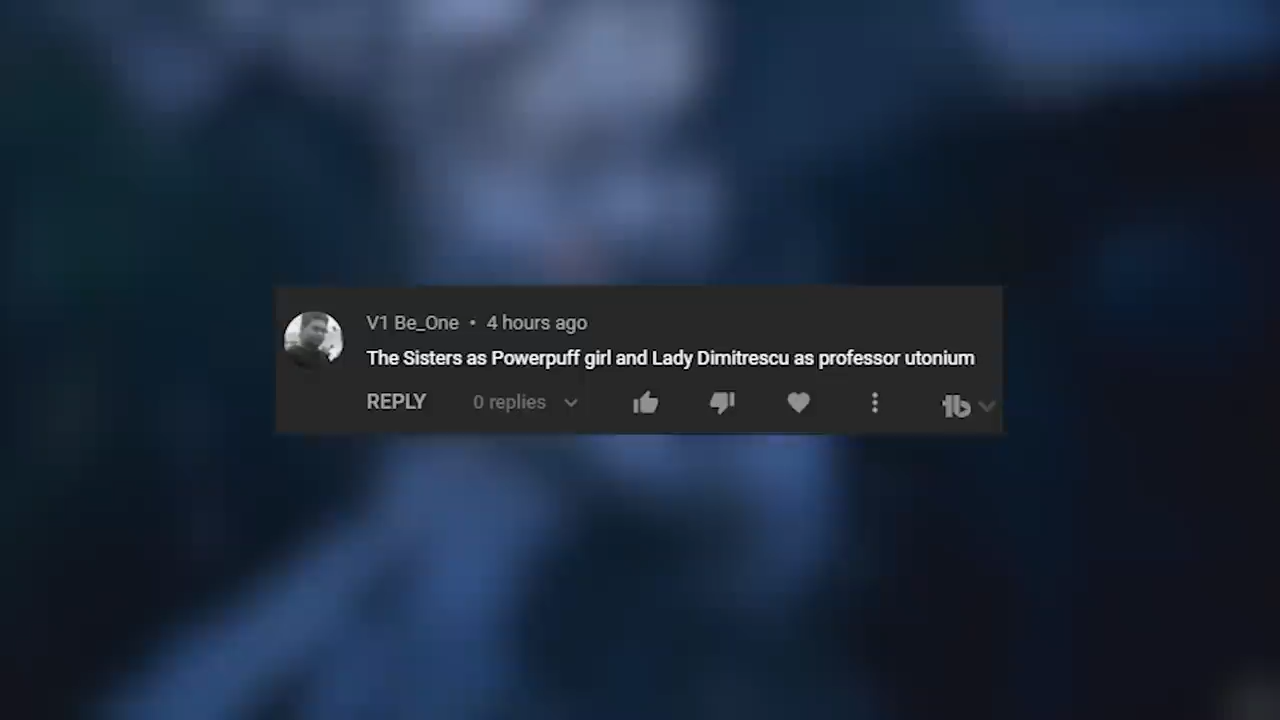 V1 Be_One • 4 hours ago
The Sisters as Powerpuff girl and Lady Dimitrescu as professor utonium
REPLY 0 replies